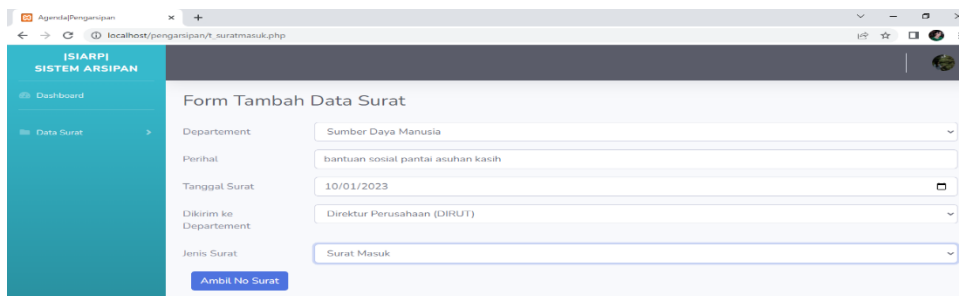 Agenda|Pengarsipan
localhost/pengarsipan/t_suratmasuk.php
|SIARP|
SISTEM ARSIPAN
Dashboard
Data Surat
Form Tambah Data Surat
Departement
Sumber Daya Manusia
Perihal
bantuan sosial pantai asuhan kasih
Tanggal Surat
10/01/2023
Dikirim ke
Departement
Direktur Perusahaan (DIRUT)
Jenis Surat
Surat Masuk
Ambil No Surat